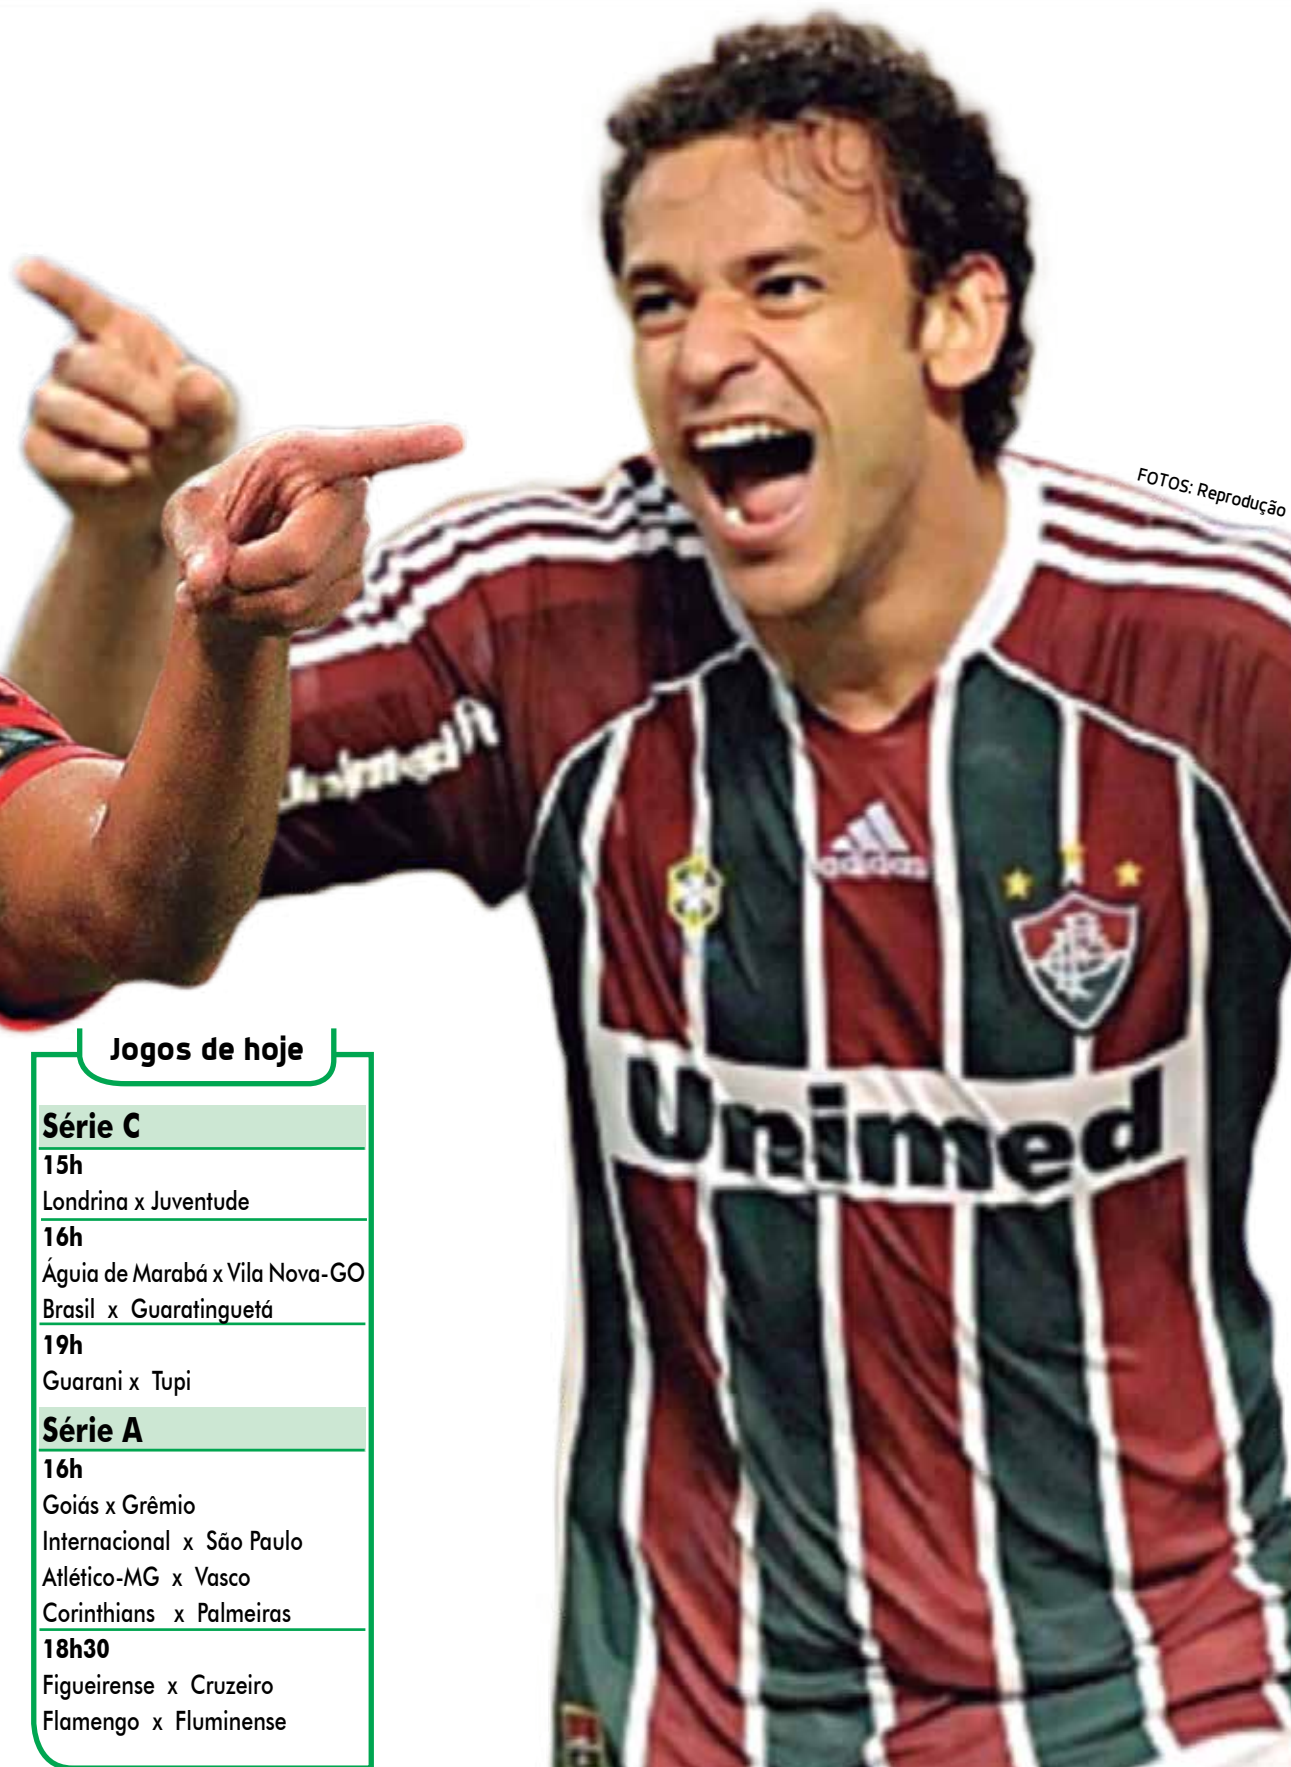 FOTOS: Reprodução
Unimed
adidas
Unimed
Jogos de hoje
Série C
15h
Londrina x Juventude
16h
Águia de Marabá x Vila Nova-GO
Brasil x Guaratinguetá
19h
Guarani x Tupi
Série A
16h
Goiás x Grêmio
Internacional x São Paulo
Atlético-MG x Vasco
Corinthians x Palmeiras
18h30
Figueirense x Cruzeiro
Flamengo x Fluminense